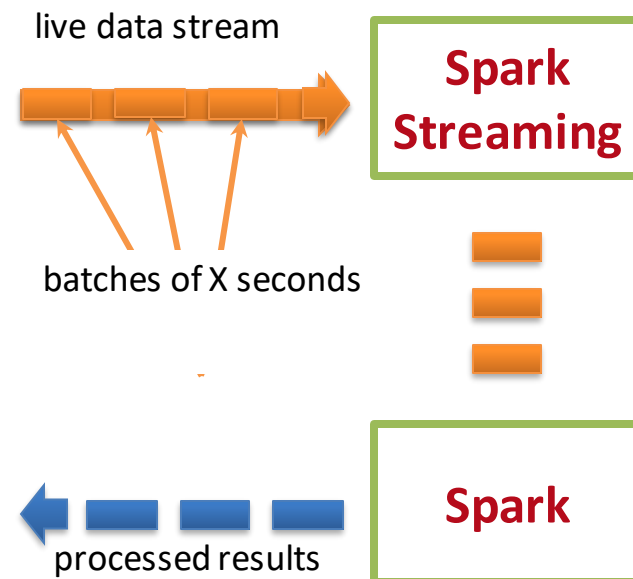 live data stream
Spark
Streaming
batches of X seconds
Spark
processed results